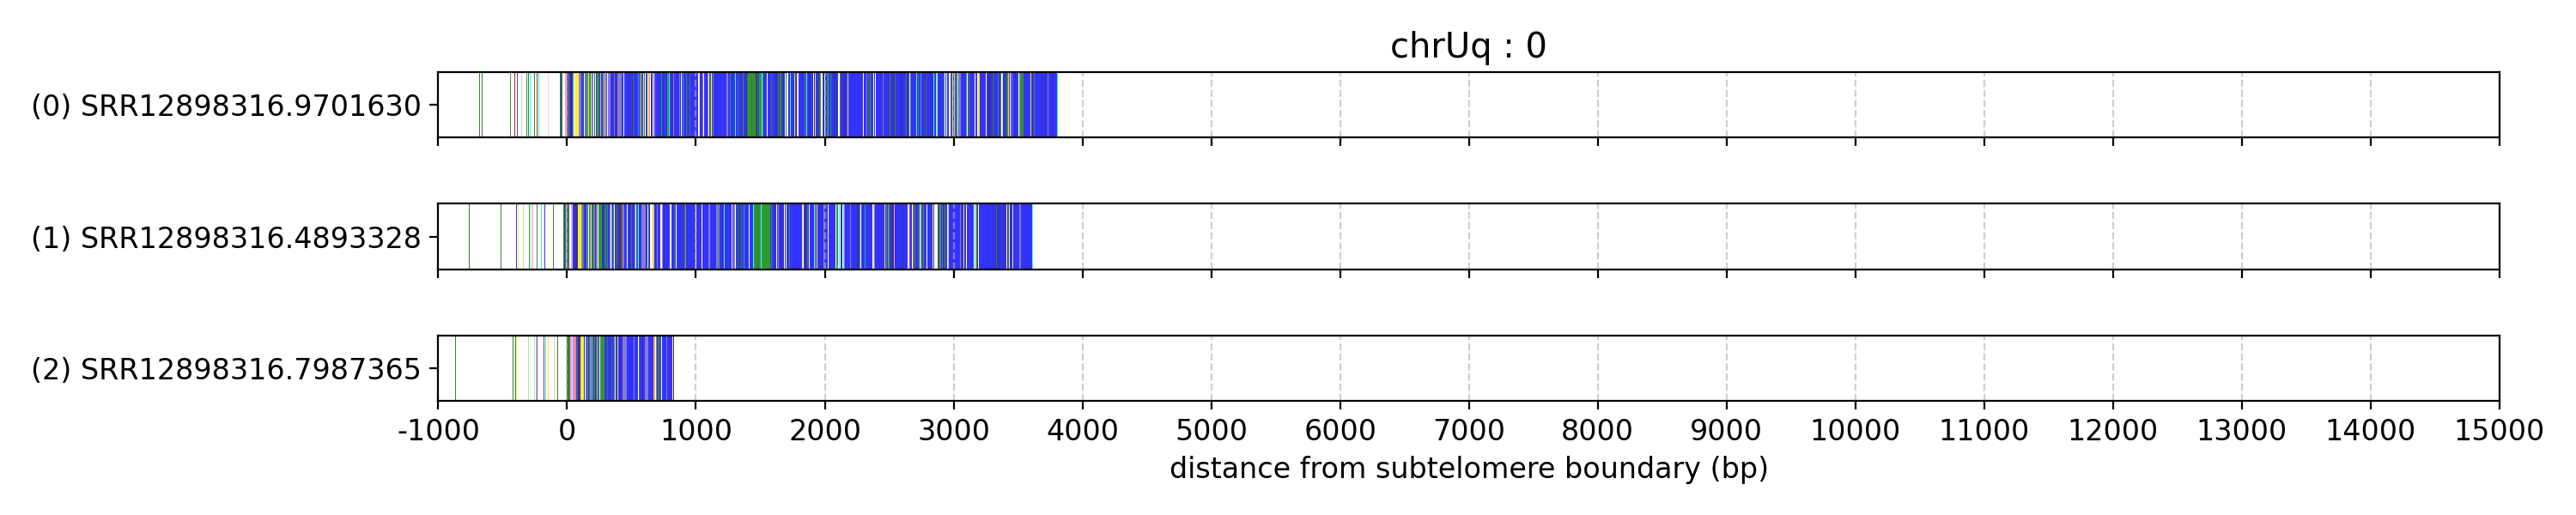 chrUq : 0
(0) SRR12898316.9701630
(1) SRR12898316.4893328
(2) SRR12898316.7987365
-1000 0 1000 2000 3000 4000 5000 6000 7000 8000 9000 10000 11000 12000 13000 14000 15000
distance from subtelomere boundary (bp)